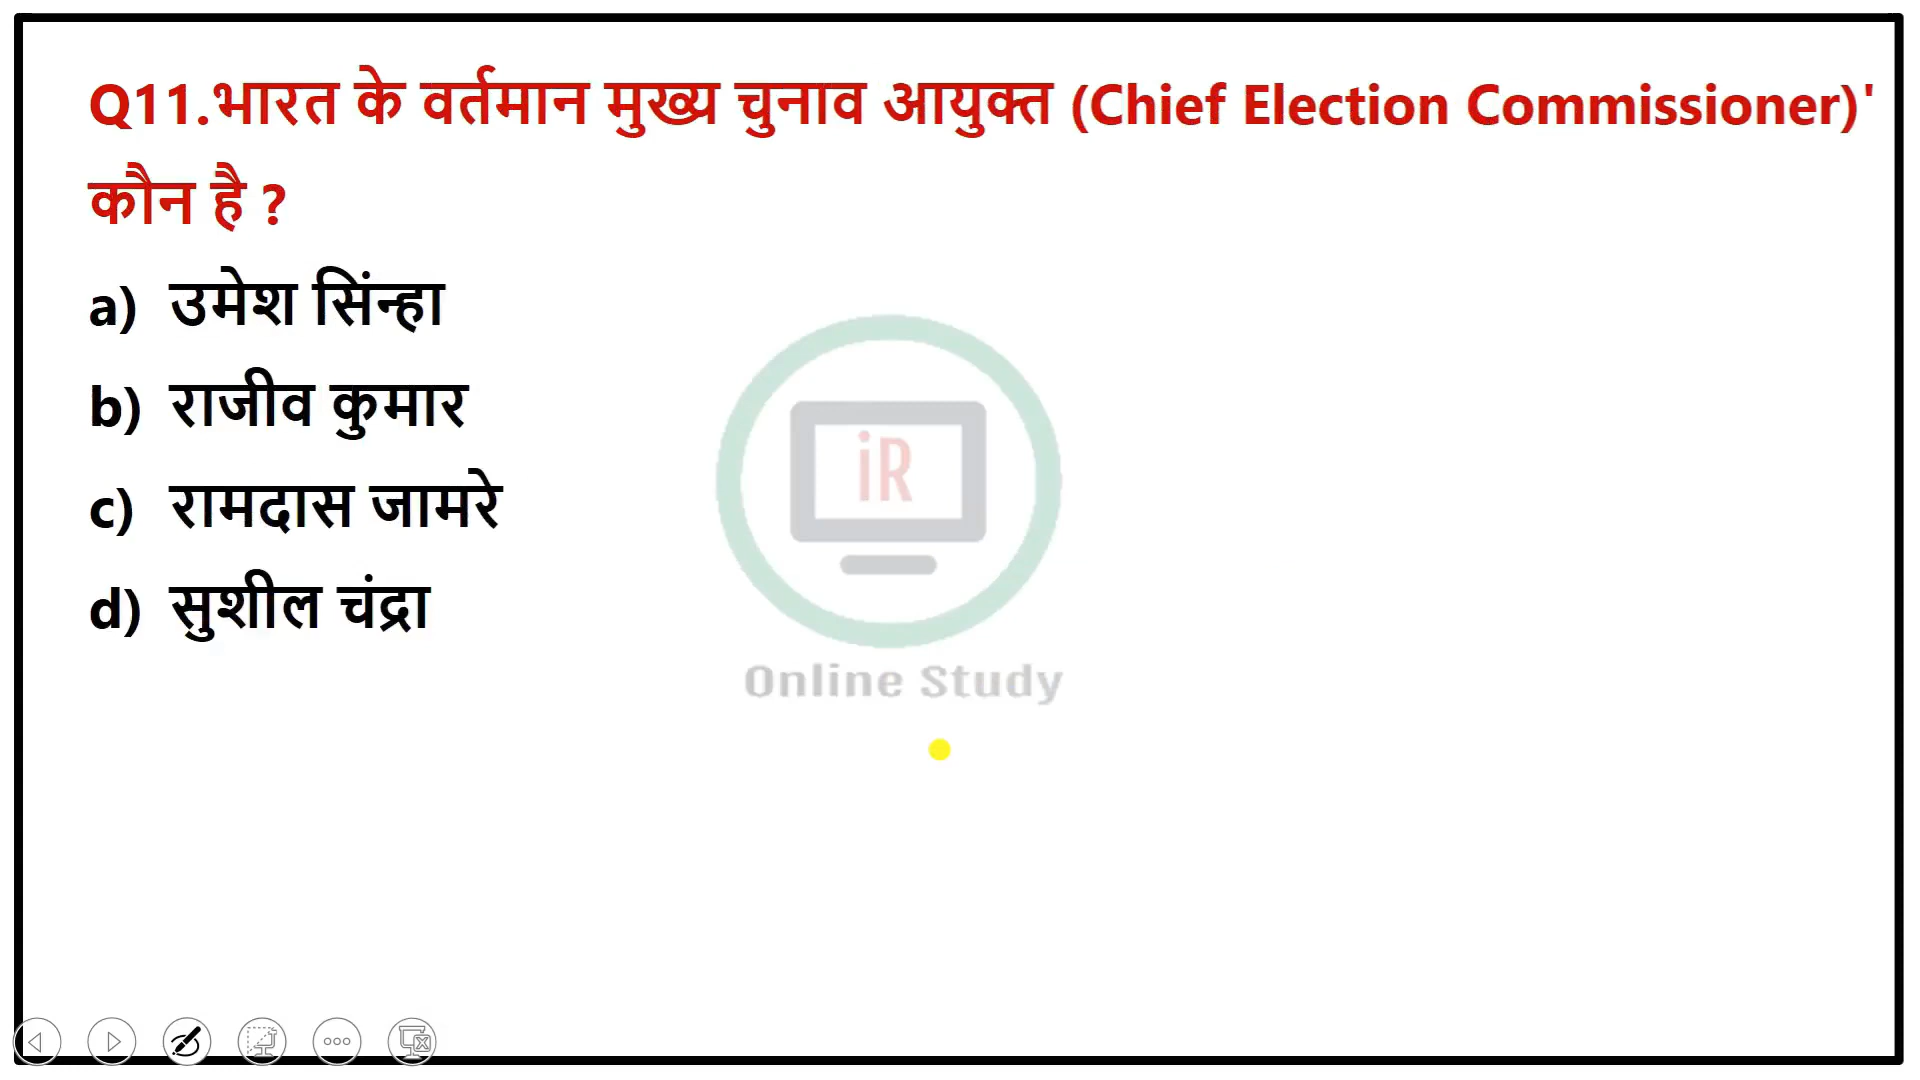 Q11.भारत के वर्तमान मुख्य चुनाव आयुक्त (Chief Election Commissioner)'
कौन है ?
a) उमेश सिंन्हा
b) राजीव कुमार
c) रामदास जामरे
d) सुशील चंद्रा
iR
Online Study